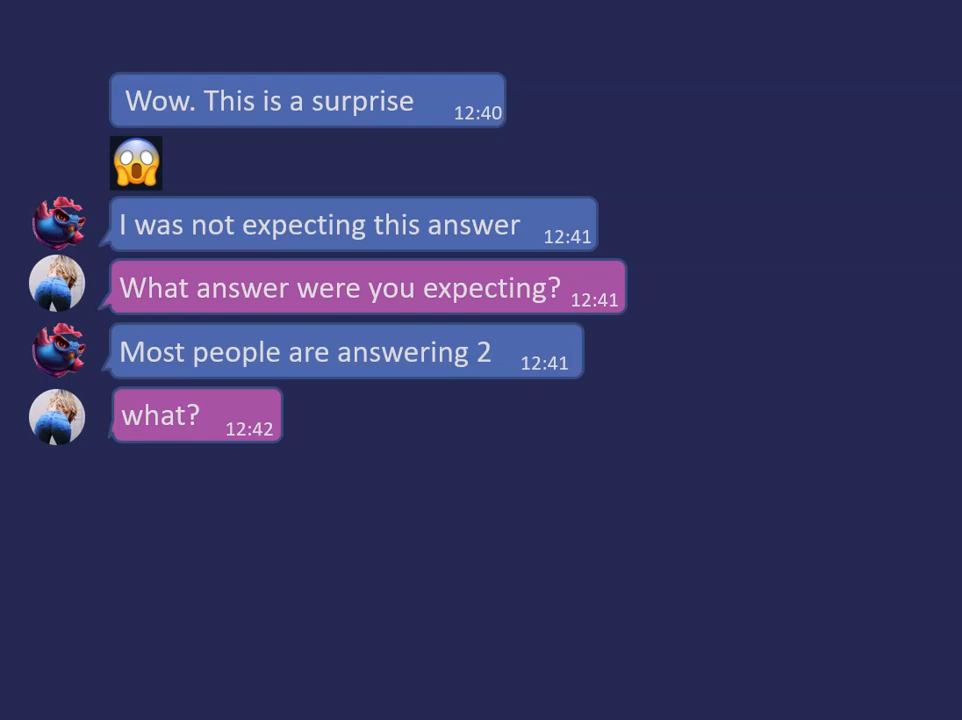 Wow. This is a surprise 12:40
I was not expecting this answer 12:41
What answer were you expecting? 12:41
Most people are answering 2 12:41
what? 12:42